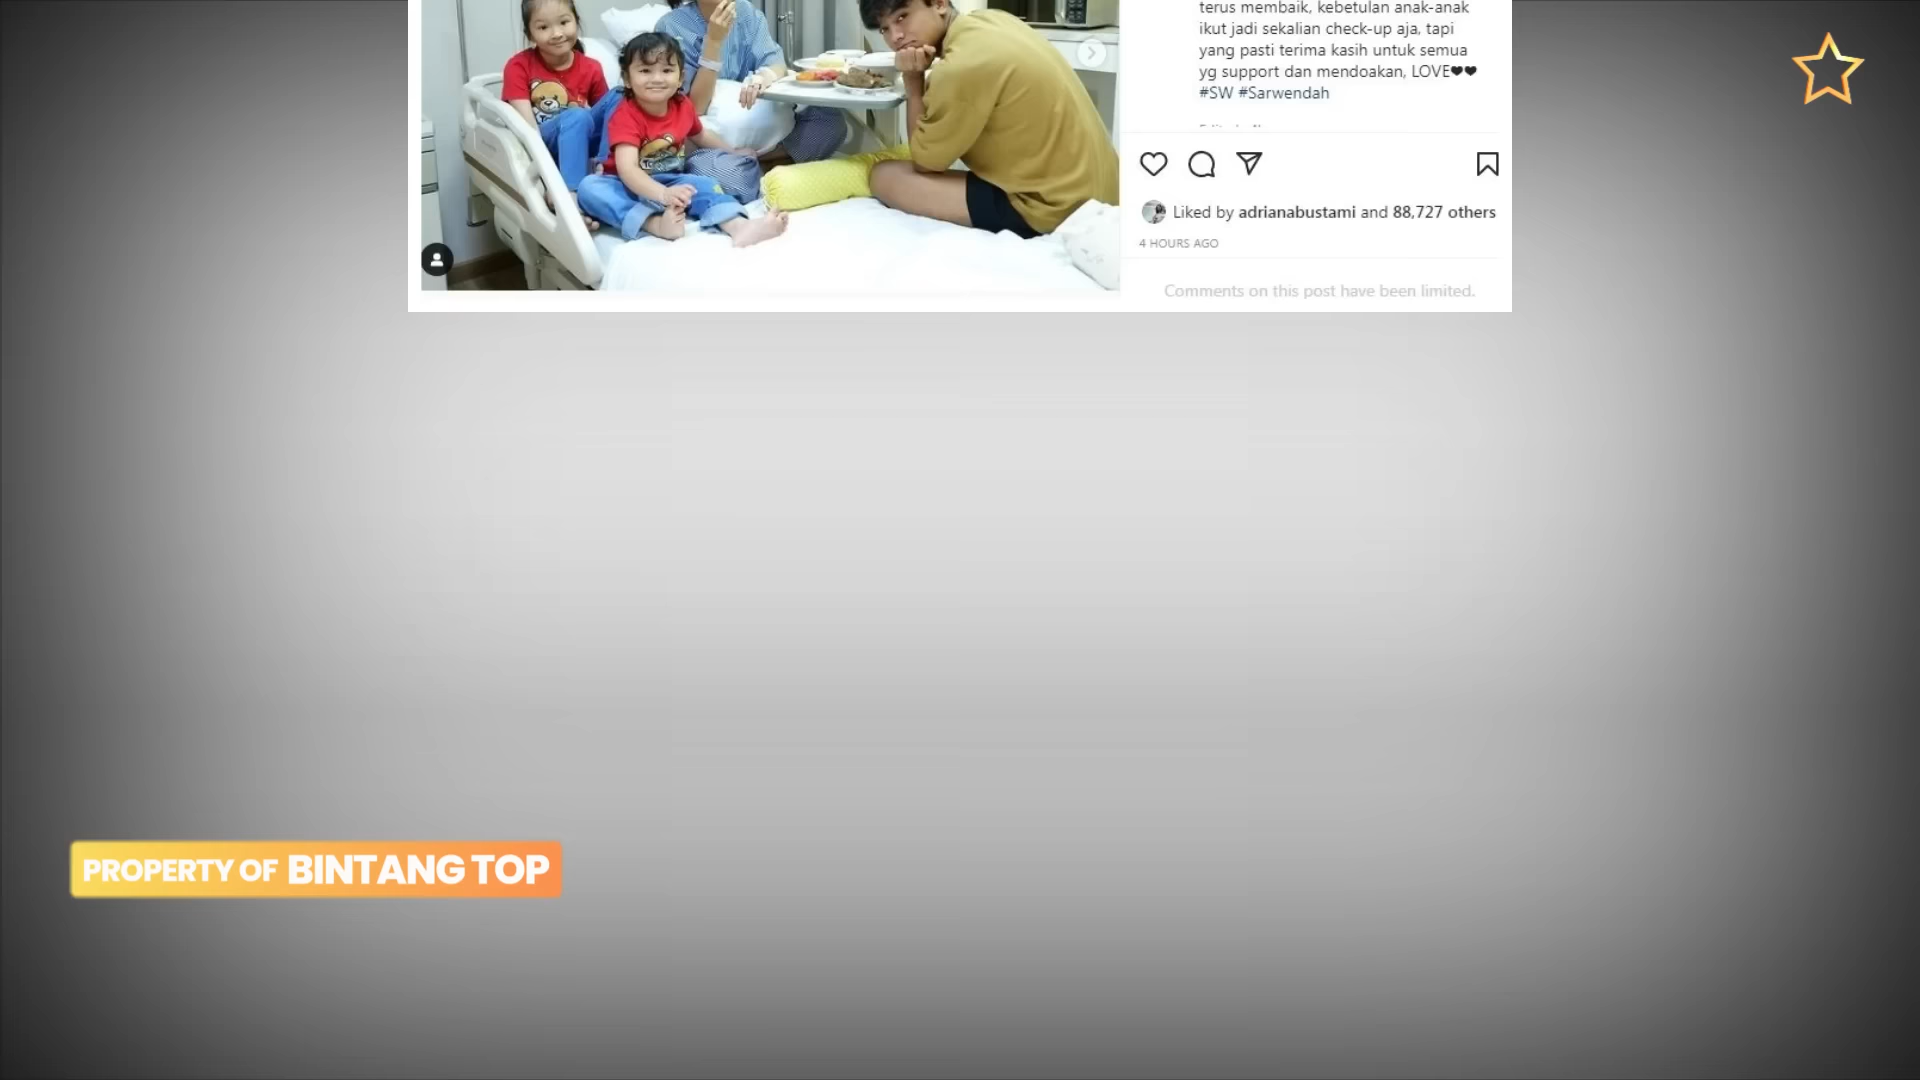 terus membaik, kebetulan anak-anak
ikut jadi sekalian check-up aja, tapi
yang pasti terima kasih untuk semua
yg support dan mendoakan, LOVE❤❤
#SW #Sarwendah
Liked by adrianabustami and 88,727 others
4 HOURS AGO
Comments on this post have been limited.
PROPERTY OF BINTANG TOP